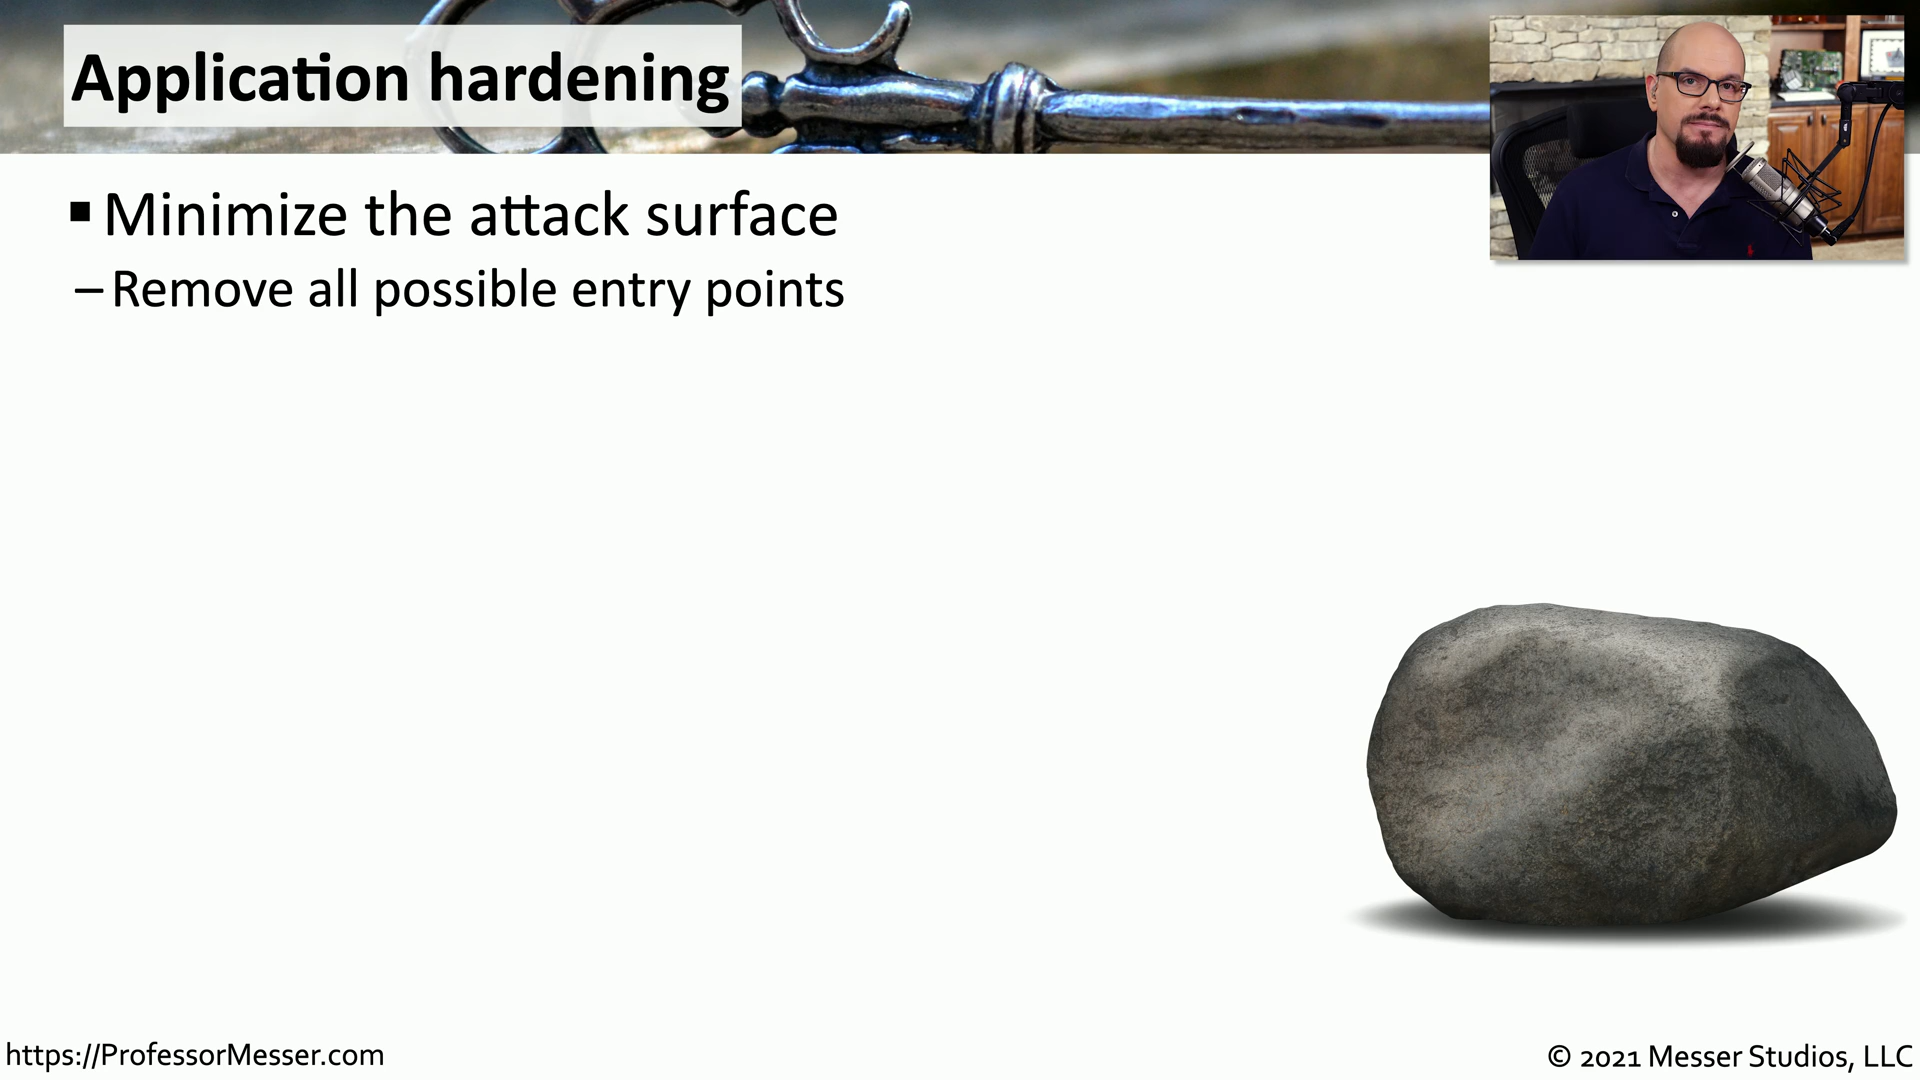 Application hardening
▪ Minimize the attack surface
– Remove all possible entry points
https://ProfessorMesser.com
© 2021 Messer Studios, LLC